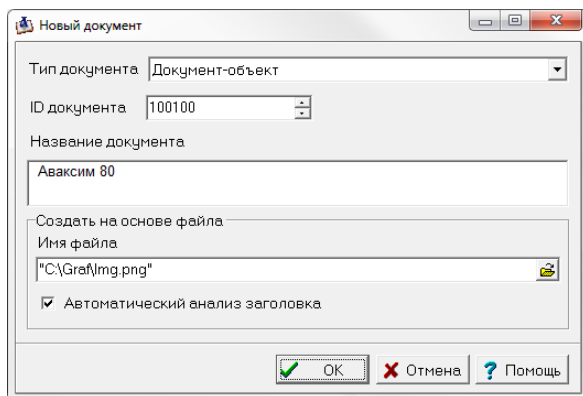 Новый документ
Тип документа Документ-объект
ID документа 100100
Название документа
Аваксим 80
Создать на основе файла
Имя файла
"C:\Graf\Img.png"
Автоматический анализ заголовка
OK Отмена ? Помощь